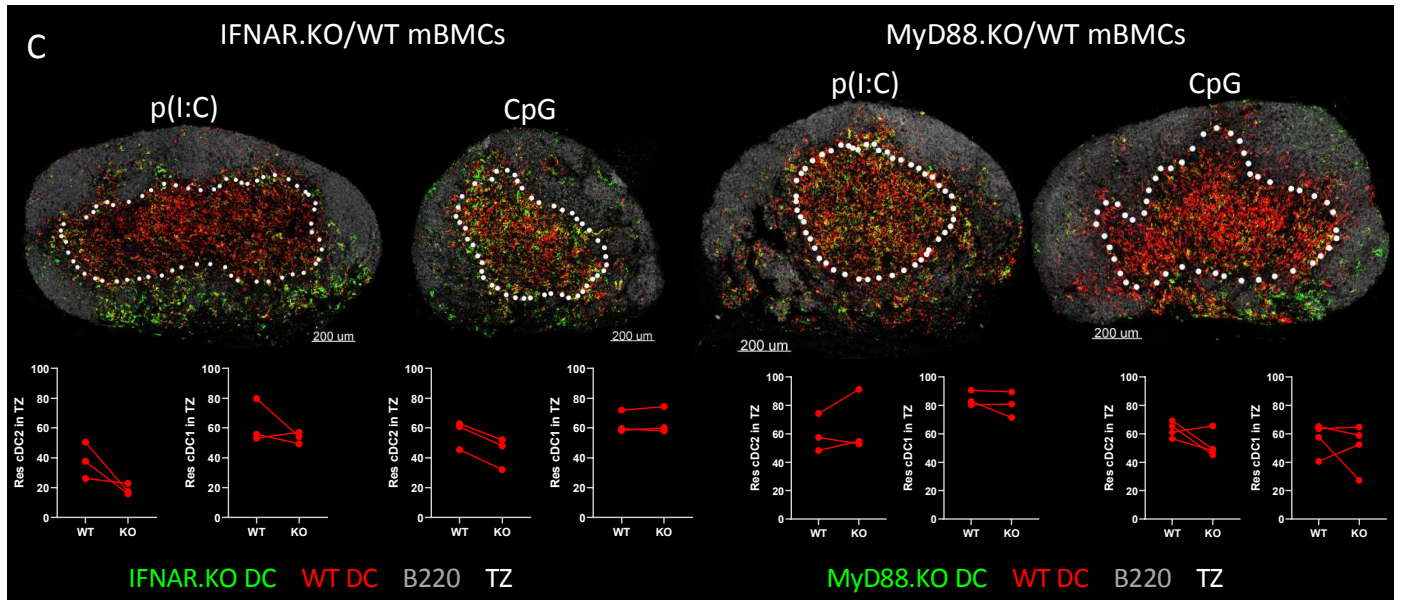 C
IFNAR.KO/WT mBMCs
MyD88.KO/WT mBMCs
p(I:C)
CpG
p(I:C)
CpG
200 um
200 um
200 um
200 um
Res cDC2 in TZ
100
80
60
40
20
0
WT KO
Res cDC1 in TZ
100
80
60
40
20
0
WT KO
Res cDC2 in TZ
100
80
60
40
20
0
WT KO
Res cDC1 in TZ
100
80
60
40
20
0
WT KO
Res cDC2 in TZ
100
80
60
40
20
0
WT KO
Res cDC1 in TZ
100
80
60
40
20
0
WT KO
Res cDC2 in TZ
100
80
60
40
20
0
WT KO
Res cDC1 in TZ
100
80
60
40
20
0
WT KO
IFNAR.KO DC WT DC B220 TZ
MyD88.KO DC WT DC B220 TZ